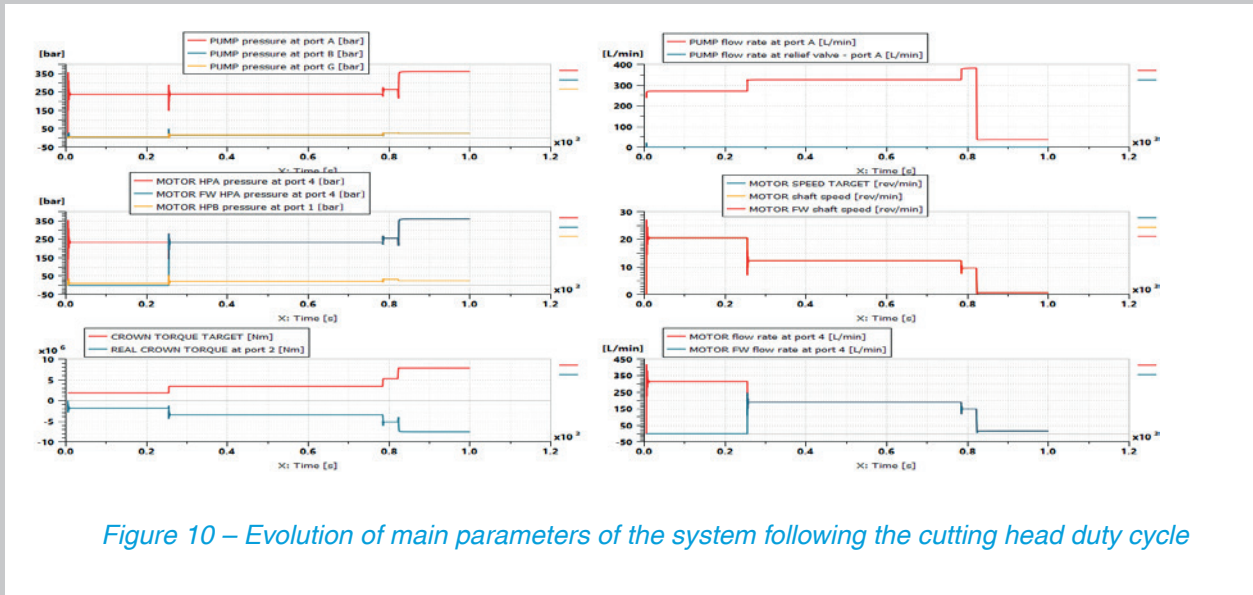 PUMP pressure at port A [bar]
PUMP pressure at port B [bar]
PUMP pressure at port G [bar]
[bar]
350
250
150
50
-50
0.0 0.2 0.4 0.6 0.8 1.0 1.2
X: Time [s]
PUMP flow rate at port A [L/min]
PUMP flow rate at relief valve - port A [L/min]
[L/min]
400
300
200
100
0
0.0 0.2 0.4 0.6 0.8 1.0 1.2
X: Time [s]
MOTOR HPA pressure at port 4 [bar]
MOTOR FW HPA pressure at port 4 [bar]
MOTOR HPB pressure at port 1 [bar]
[bar]
350
250
150
50
-50
0.0 0.2 0.4 0.6 0.8 1.0 1.2
X: Time [s]
MOTOR SPEED TARGET [rev/min]
MOTOR shaft speed [rev/min]
MOTOR FW shaft speed [rev/min]
30
20
10
0
0.0 0.2 0.4 0.6 0.8 1.0 1.2
X: Time [s]
CROWN TORQUE TARGET [Nm]
REAL CROWN TORQUE at port 2 [Nm]
x10 6
10
5
0
-5
-10
0.0 0.2 0.4 0.6 0.8 1.0 1.2
X: Time [s]
MOTOR flow rate at port 4 [L/min]
MOTOR FW flow rate at port 4 [L/min]
[L/min]
450
350
250
150
50
-50
0.0 0.2 0.4 0.6 0.8 1.0 1.2
X: Time [s]
Figure 10 – Evolution of main parameters of the system following the cutting head duty cycle